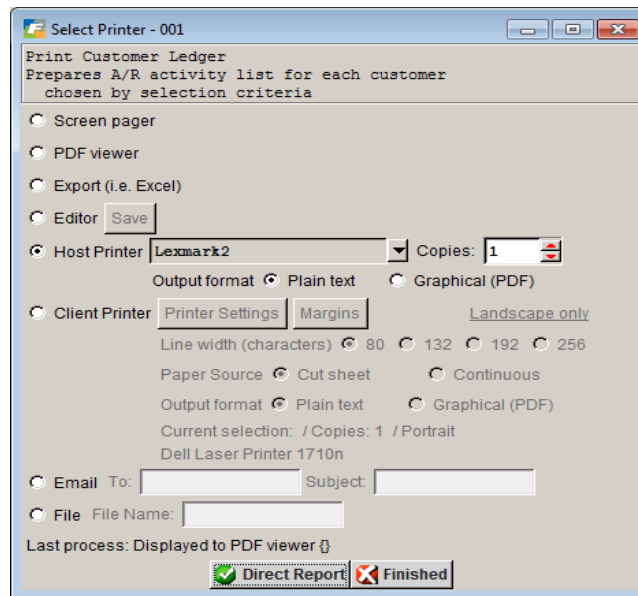 Select Printer - 001
Print Customer Ledger
Prepares A/R activity list for each customer
chosen by selection criteria
Screen pager
PDF viewer
Export (i.e. Excel)
Editor Save
Host Printer Lexmark2 Copies: 1
Output format Plain text Graphical (PDF)
Client Printer Printer Settings Margins Landscape only
Line width (characters) 80 132 192 256
Paper Source Cut sheet Continuous
Output format Plain text Graphical (PDF)
Current selection: / Copies: 1 / Portrait
Dell Laser Printer 1710n
Email To: Subject:
File File Name:
Last process: Displayed to PDF viewer {}
Direct Report Finished